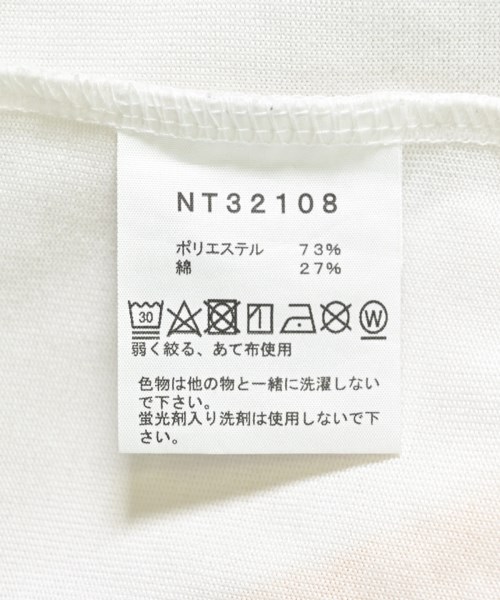 NT32108
ポリエステル 73%
綿 27%
30 W
弱く絞る、あて布使用
色物は他の物と一緒に洗濯しない
で下さい。
蛍光剤入り洗剤は使用しないで下
さい。